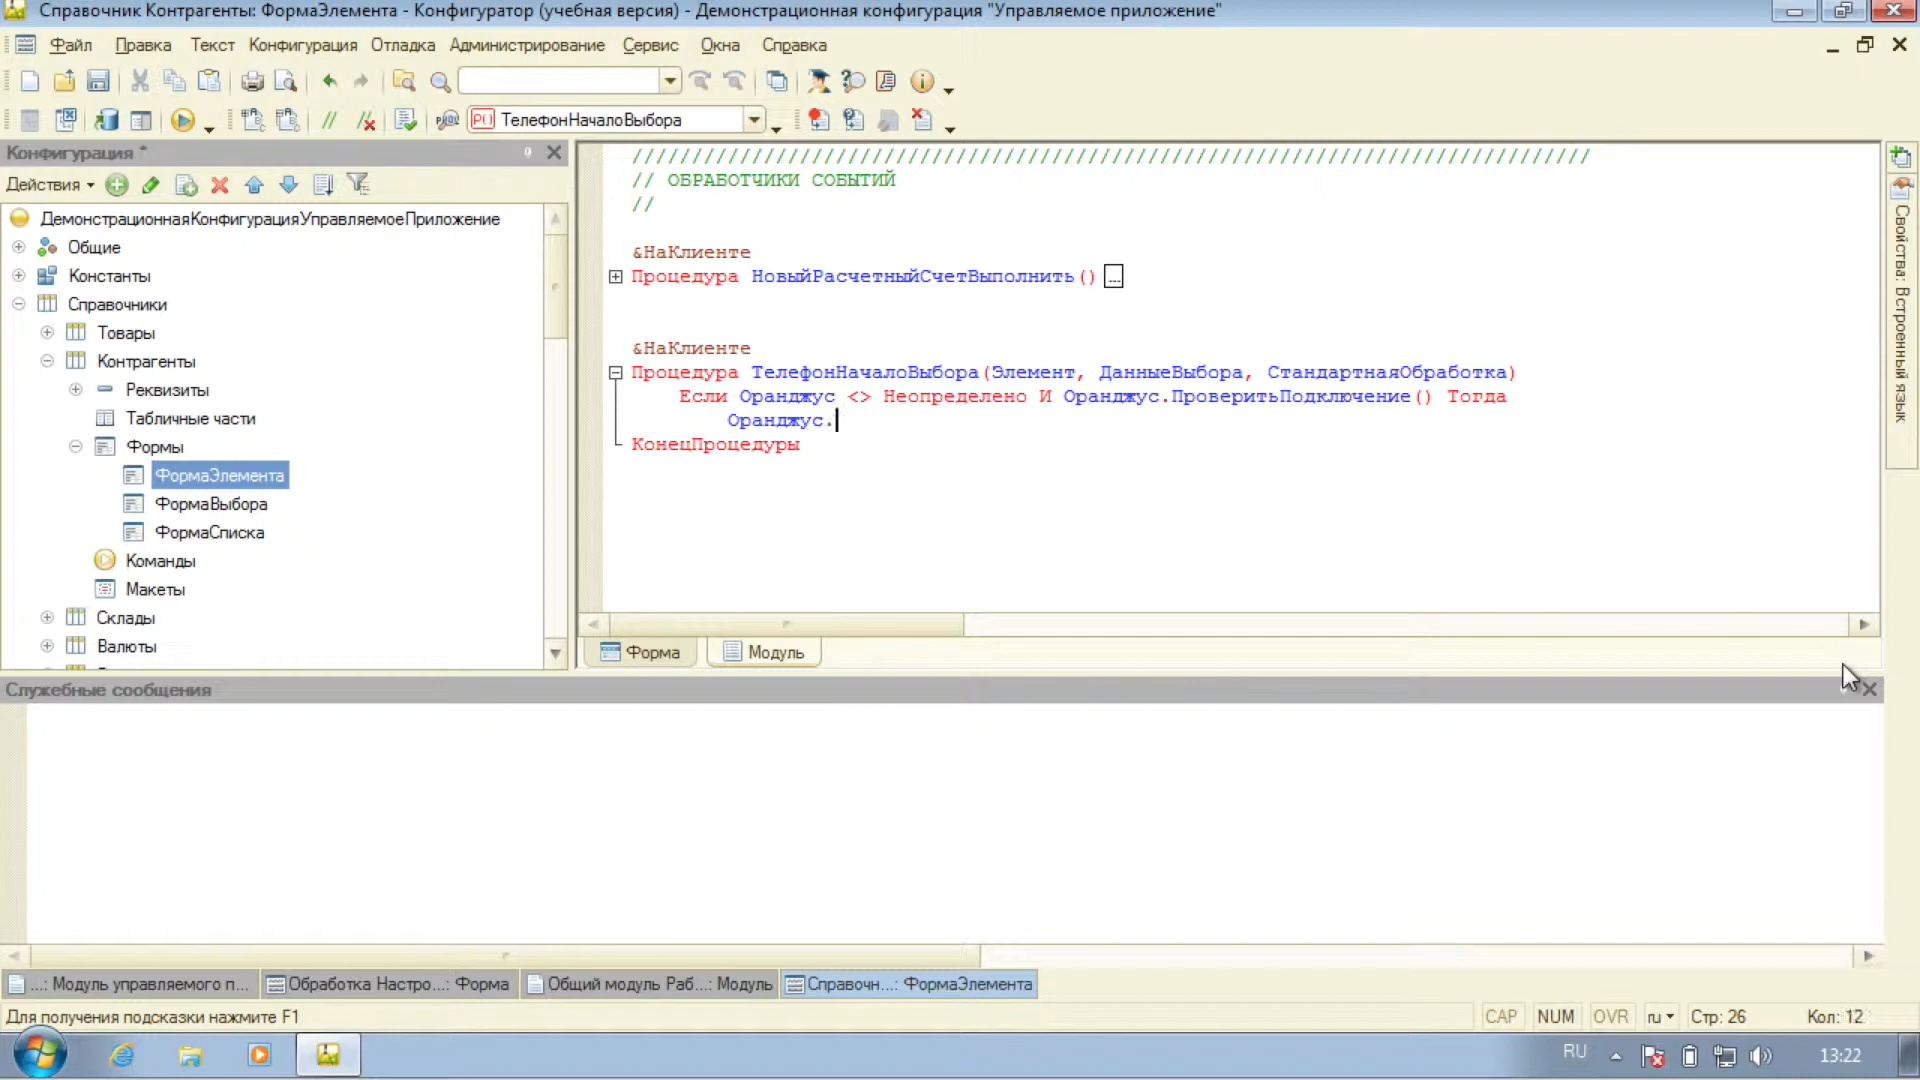 Справочник Контрагенты: ФормаЭлемента - Конфигуратор (учебная версия) - Демонстрационная конфигурация "Управляемое приложение"
Файл Правка Текст Конфигурация Отладка Администрирование Сервис Окна Справка
P() ТелефонНачалоВыбора
Конфигурация *
Действия
ДемонстрационнаяКонфигурацияУправляемоеПриложение
Общие
Константы
Справочники
Товары
Контрагенты
Реквизиты
Табличные части
Формы
ФормаЭлемента
ФормаВыбора
ФормаСписка
Команды
Макеты
Склады
Валюты
////////////////////////////////////////////////////////////////////////////////
// ОБРАБОТЧИКИ СОБЫТИЙ
//
&НаКлиенте
Процедура НовыйРасчетныйСчетВыполнить() ...
&НаКлиенте
Процедура ТелефонНачалоВыбора(Элемент, ДанныеВыбора, СтандартнаяОбработка)
Если Оранджус <> Неопределено И Оранджус.ПроверитьПодключение() Тогда
Оранджус.
КонецПроцедуры
Форма Модуль
Свойства: Встроенный язык
Служебные сообщения
...: Модуль управляемого п... Обработка Настро...: Форма Общий модуль Раб...: Модуль Справочн...: ФормаЭлемента
Для получения подсказки нажмите F1 CAP NUM OVR ru Стр: 26 Кол: 12
RU 13:22